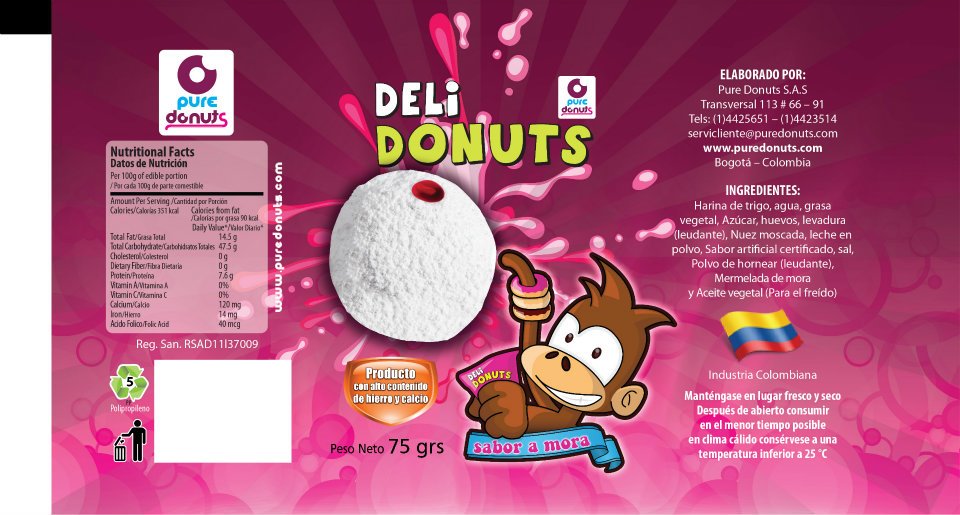 pure
donuts
Nutritional Facts
Datos de Nutrición
Per 100g of edible portion
/ Por cada 100g de parte comestible
Amount Per Serving /Cantidad por Porción
Calories/Calorías 351 kcal Calories from fat
/Calorías por grasa 90 kcal
Daily Value*/Valor Diario*
Total Fat/Grasa Total 14.5 g
Total Carbohydrate/Carbohidratos Totales 47.5 g
Cholesterol/Colesterol 0 g
Dietary Fiber/Fibra Dietaria 0 g
Protein/Proteína 7.6 g
Vitamin A/Vitamina A 0%
Vitamin C/Vitamina C 0%
Calcium/Calcio 120 mg
Iron/Hierro 14 mg
Acido Folico/Folic Acid 40 mcg
Reg. San. RSAD11I37009
5
PP
Polipropileno
www.puredonuts.com
DELi
DONUTS
pure
donuts
Producto
con alto contenido
de hierro y calcio
Peso Neto 75 grs
DELi
DONUTS
sabor a mora
ELABORADO POR:
Pure Donuts S.A.S
Transversal 113 # 66 – 91
Tels: (1)4425651 – (1)4423514
servicliente@puredonuts.com
www.puredonuts.com
Bogotá – Colombia
INGREDIENTES:
Harina de trigo, agua, grasa
vegetal, Azúcar, huevos, levadura
(leudante), Nuez moscada, leche en
polvo, Sabor artificial certificado, sal,
Polvo de hornear (leudante),
Mermelada de mora
y Aceite vegetal (Para el freído)
Industria Colombiana
Manténgase en lugar fresco y seco
Después de abierto consumir
en el menor tiempo posible
en clima cálido consérvese a una
temperatura inferior a 25 °C